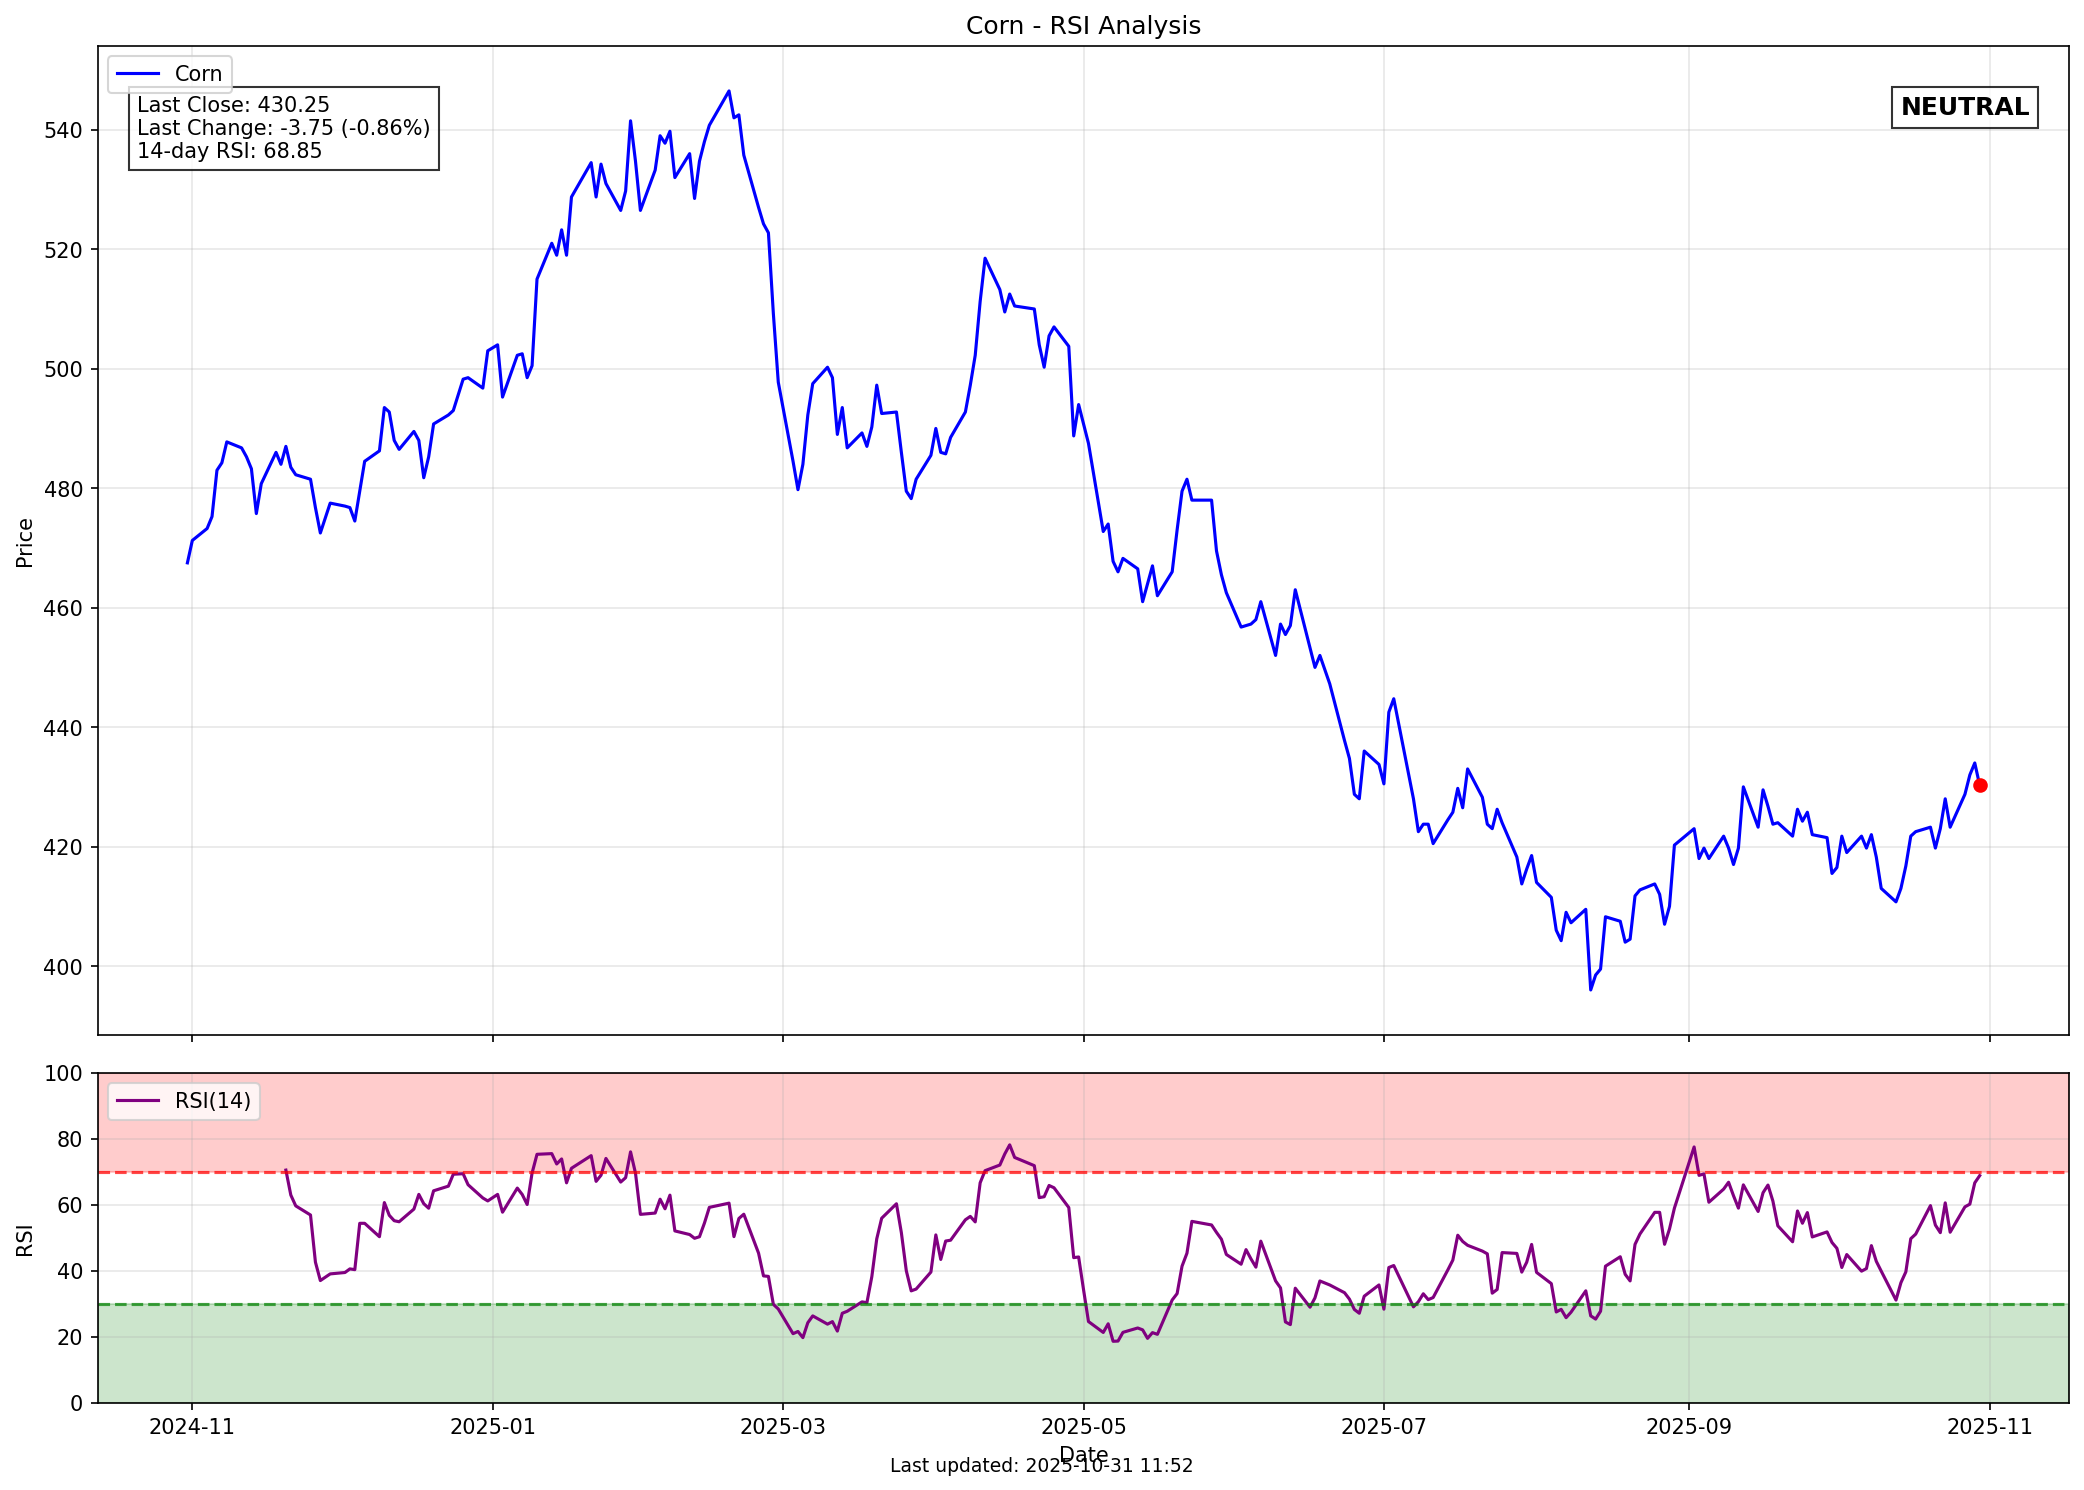 Corn - RSI Analysis
Corn
Last Close: 430.25
Last Change: -3.75 (-0.86%)
14-day RSI: 68.85
NEUTRAL
540
520
500
480
460
440
420
400
Price
100
80
60
40
20
0
RSI
RSI(14)
2024-11
2025-01
2025-03
2025-05
2025-07
2025-09
2025-11
Date
Last updated: 2025-10-31 11:52